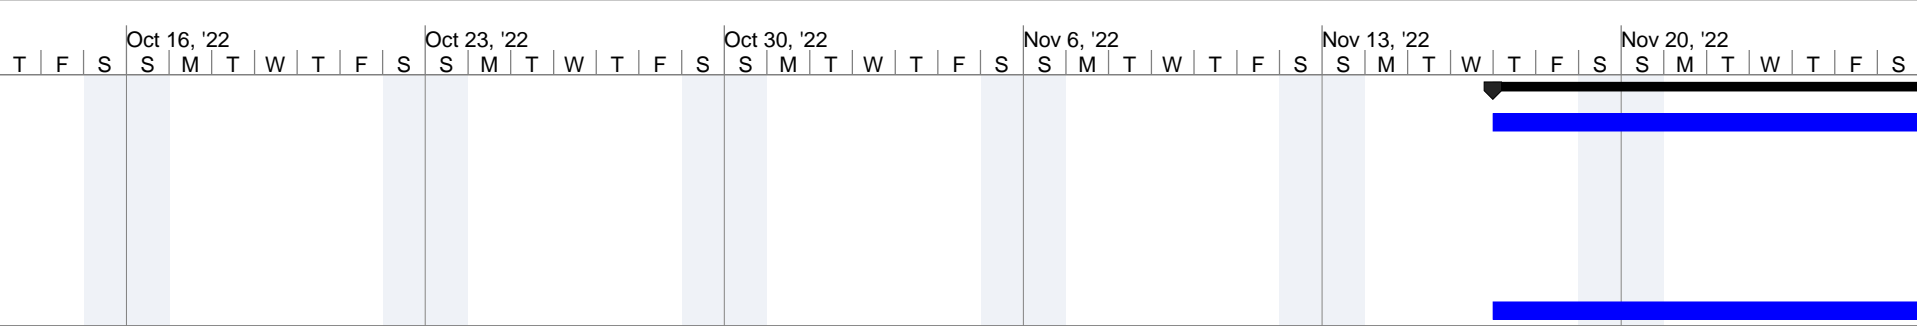 Oct 16, '22 Oct 23, '22 Oct 30, '22 Nov 6, '22 Nov 13, '22 Nov 20, '22
T F S S M T W T F S S M T W T F S S M T W T F S S M T W T F S S M T W T F S S M T W T F S